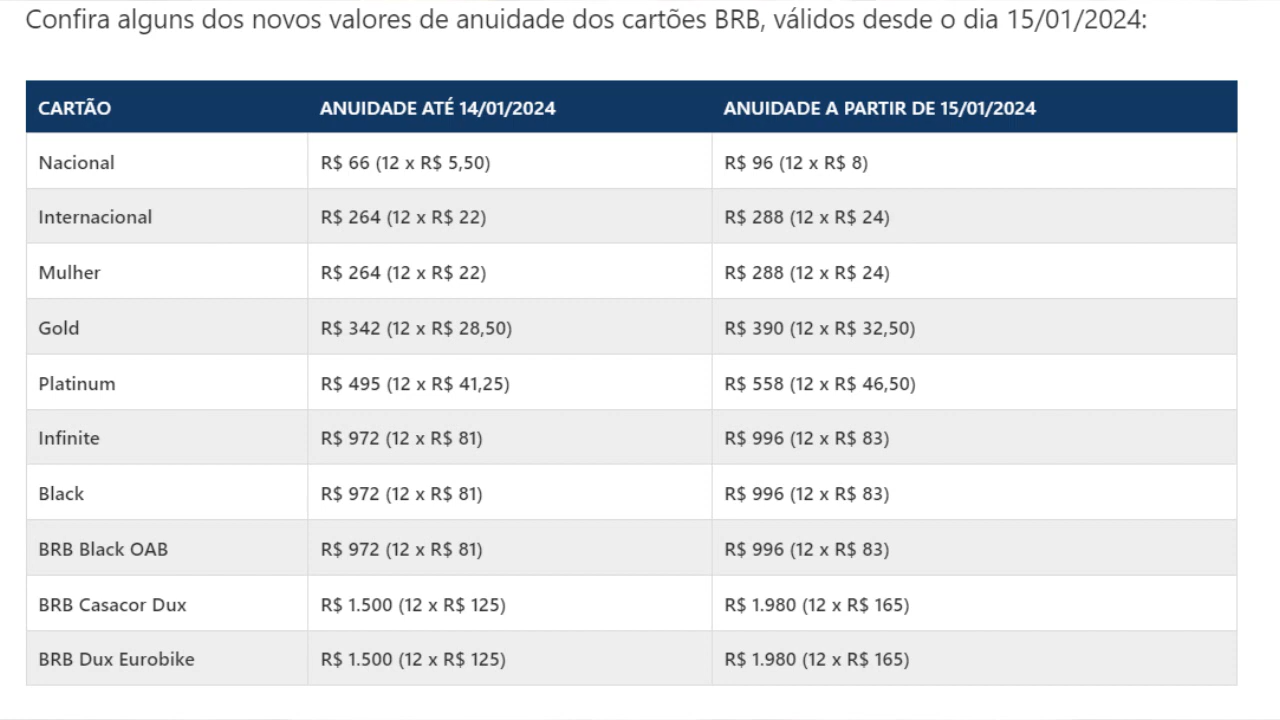 Confira alguns dos novos valores de anuidade dos cartões BRB, válidos desde o dia 15/01/2024:
CARTÃO ANUIDADE ATÉ 14/01/2024 ANUIDADE A PARTIR DE 15/01/2024
Nacional R$ 66 (12 x R$ 5,50) R$ 96 (12 x R$ 8)
Internacional R$ 264 (12 x R$ 22) R$ 288 (12 x R$ 24)
Mulher R$ 264 (12 x R$ 22) R$ 288 (12 x R$ 24)
Gold R$ 342 (12 x R$ 28,50) R$ 390 (12 x R$ 32,50)
Platinum R$ 495 (12 x R$ 41,25) R$ 558 (12 x R$ 46,50)
Infinite R$ 972 (12 x R$ 81) R$ 996 (12 x R$ 83)
Black R$ 972 (12 x R$ 81) R$ 996 (12 x R$ 83)
BRB Black OAB R$ 972 (12 x R$ 81) R$ 996 (12 x R$ 83)
BRB Casacor Dux R$ 1.500 (12 x R$ 125) R$ 1.980 (12 x R$ 165)
BRB Dux Eurobike R$ 1.500 (12 x R$ 125) R$ 1.980 (12 x R$ 165)